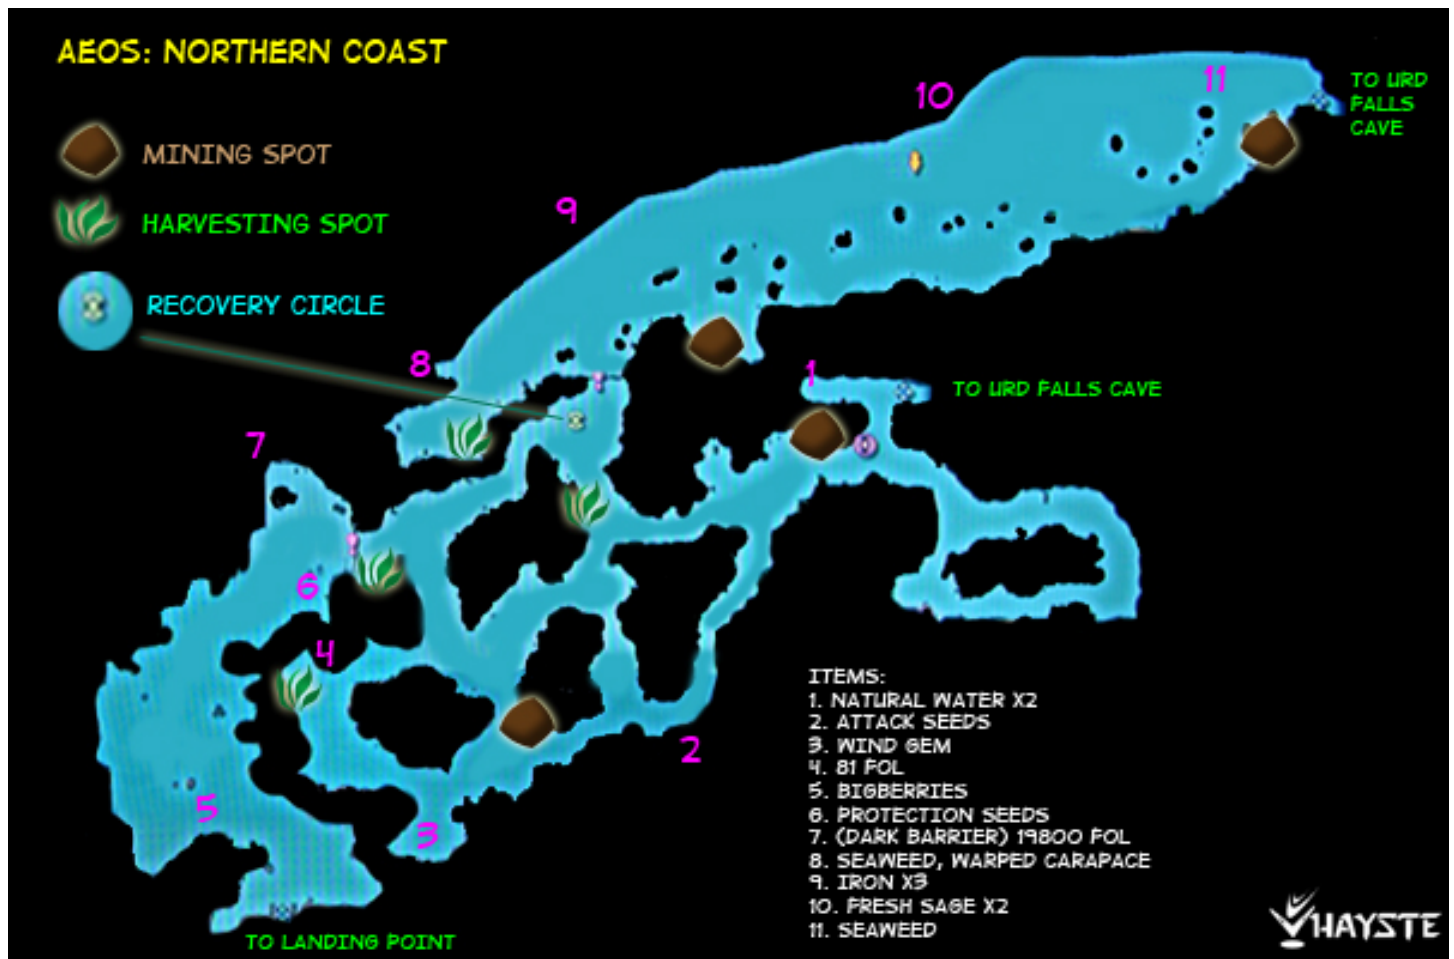 AEOS: NORTHERN COAST
MINING SPOT
HARVESTING SPOT
RECOVERY CIRCLE
11
10
TO URD
FALLS
CAVE
9
8
1
TO URD FALLS CAVE
7
6
4
2
5
3
ITEMS:
1. NATURAL WATER X2
2. ATTACK SEEDS
3. WIND GEM
4. 81 FOL
5. BIGBERRIES
6. PROTECTION SEEDS
7. (DARK BARRIER) 19800 FOL
8. SEAWEED, WARPED CARAPACE
9. IRON X3
10. FRESH SAGE X2
11. SEAWEED
TO LANDING POINT
HAYSTE